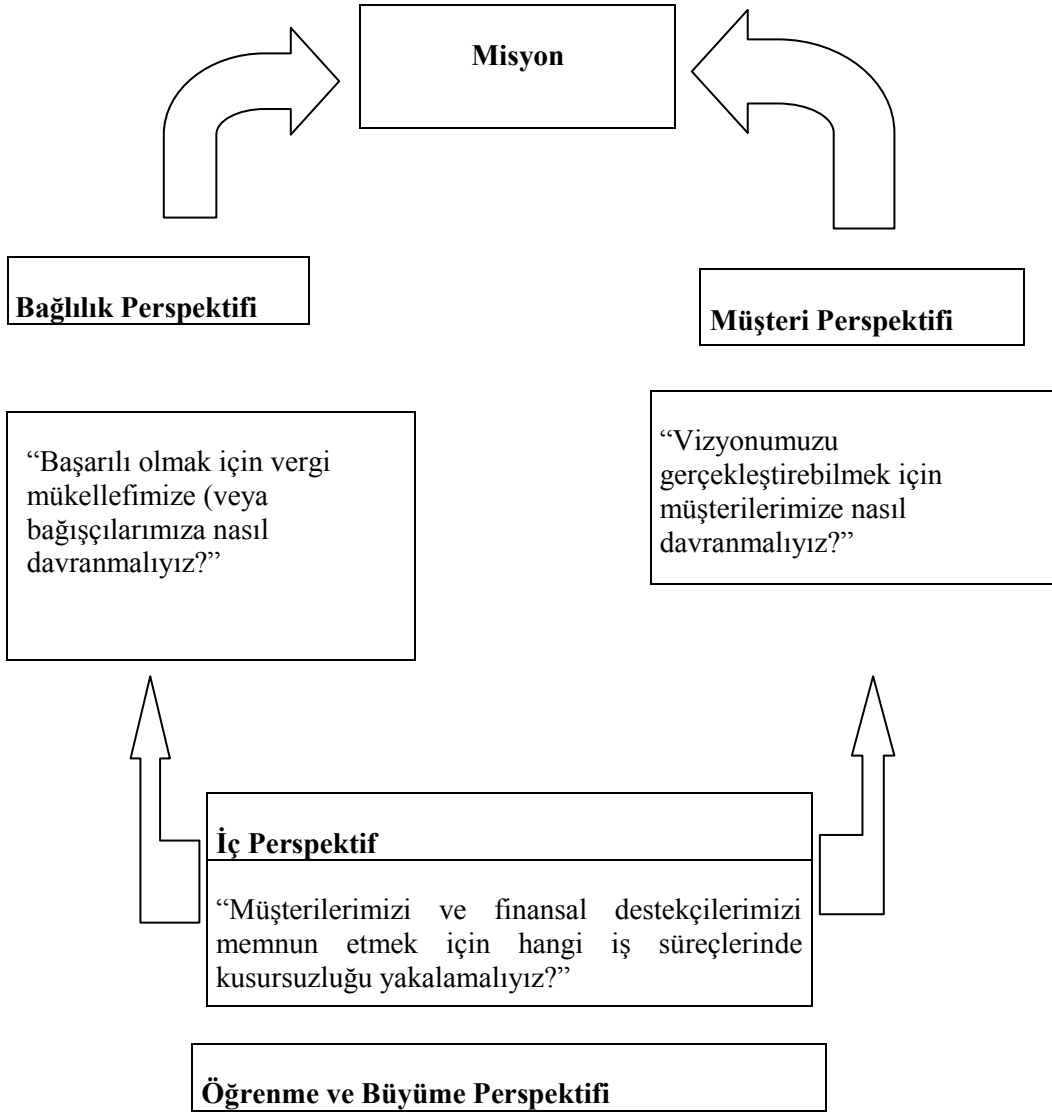 Misyon
Bağlılık Perspektifi
Müşteri Perspektifi
“Başarılı olmak için vergi
mükellefimize (veya
bağışçılarımıza nasıl
davranmalıyız?”
“Vizyonumuzu
gerçekleştirebilmek için
müşterilerimize nasıl
davranmalıyız?”
İç Perspektif
“Müşterilerimizi ve finansal destekçilerimizi
memnun etmek için hangi iş süreçlerinde
kusursuzluğu yakalamalıyız?”
Öğrenme ve Büyüme Perspektifi